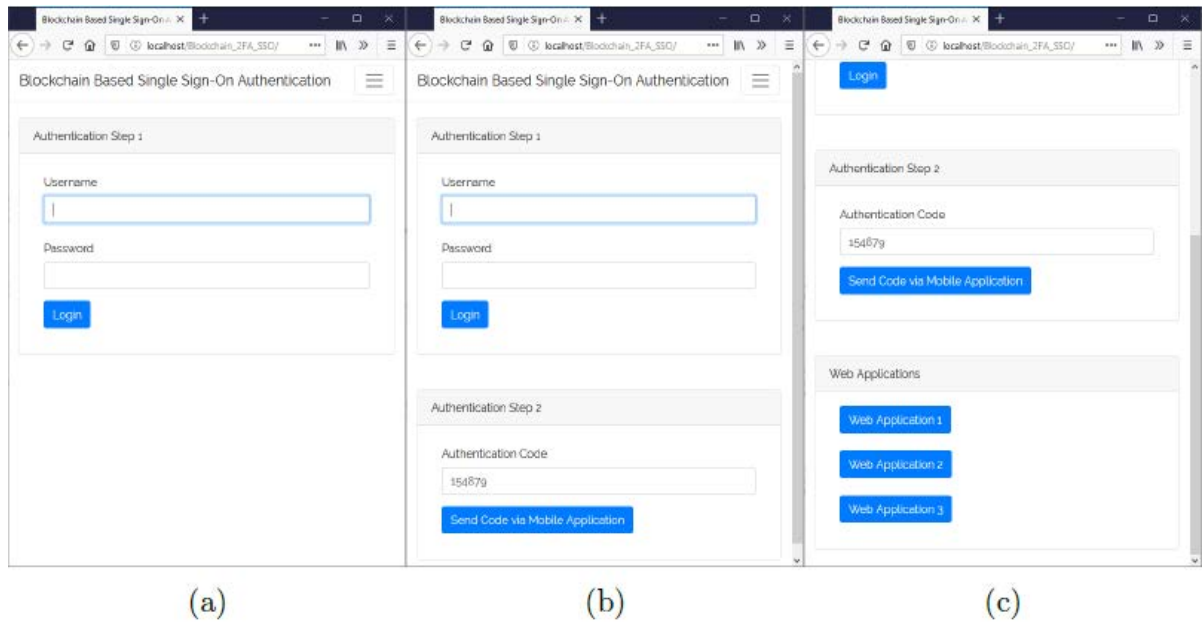 Blockchain Based Single Sign-On A
localhost/Blockchain_2FA_SSO/
Blockchain Based Single Sign-On Authentication
Authentication Step 1
Username
Password
Login
Blockchain Based Single Sign-On A
localhost/Blockchain_2FA_SSO/
Blockchain Based Single Sign-On Authentication
Authentication Step 1
Username
Password
Login
Authentication Step 2
Authentication Code
154879
Send Code via Mobile Application
Blockchain Based Single Sign-On A
localhost/Blockchain_2FA_SSO/
Login
Authentication Step 2
Authentication Code
154879
Send Code via Mobile Application
Web Applications
Web Application 1
Web Application 2
Web Application 3
(a)
(b)
(c)